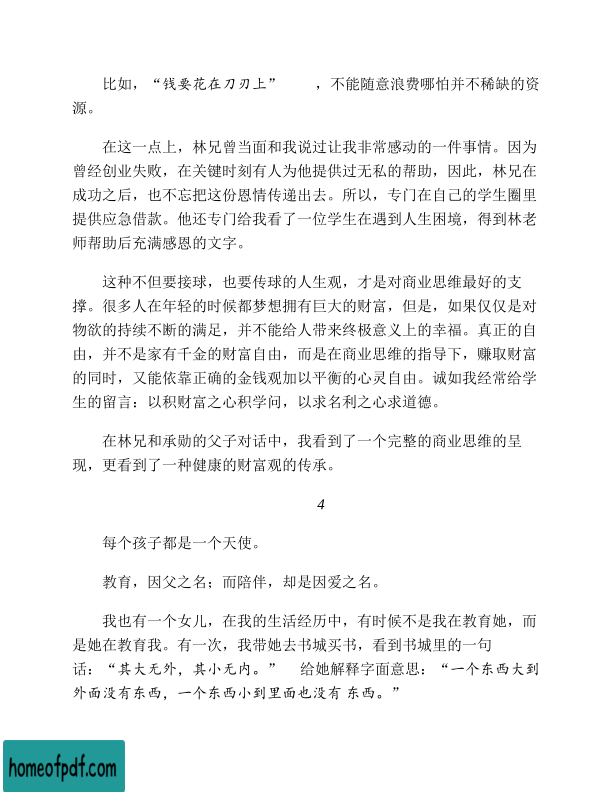 比如，“钱要花在刀刃上” ，不能随意浪费哪怕并不稀缺的资
源。
在这一点上，林兄曾当面和我说过让我非常感动的一件事情。因为
曾经创业失败，在关键时刻有人为他提供过无私的帮助，因此，林兄在
成功之后，也不忘把这份恩情传递出去。所以，专门在自己的学生圈里
提供应急借款。他还专门给我看了一位学生在遇到人生困境，得到林老
师帮助后充满感恩的文字。
这种不但要接球，也要传球的人生观，才是对商业思维最好的支
撑。很多人在年轻的时候都梦想拥有巨大的财富，但是，如果仅仅是对
物欲的持续不断的满足，并不能给人带来终极意义上的幸福。真正的自
由，并不是家有千金的财富自由，而是在商业思维的指导下，赚取财富
的同时，又能依靠正确的金钱观加以平衡的心灵自由。诚如我经常给学
生的留言：以积财富之心积学问，以求名利之心求道德。
在林兄和承勋的父子对话中，我看到了一个完整的商业思维的呈
现，更看到了一种健康的财富观的传承。
4
每个孩子都是一个天使。
教育，因父之名；而陪伴，却是因爱之名。
我也有一个女儿，在我的生活经历中，有时候不是我在教育她，而
是她在教育我。有一次，我带她去书城买书，看到书城里的一句
话：“其大无外，其小无内。” 给她解释字面意思：“一个东西大到
外面没有东西，一个东西小到里面也没有 东西。”
homeofpdf.com